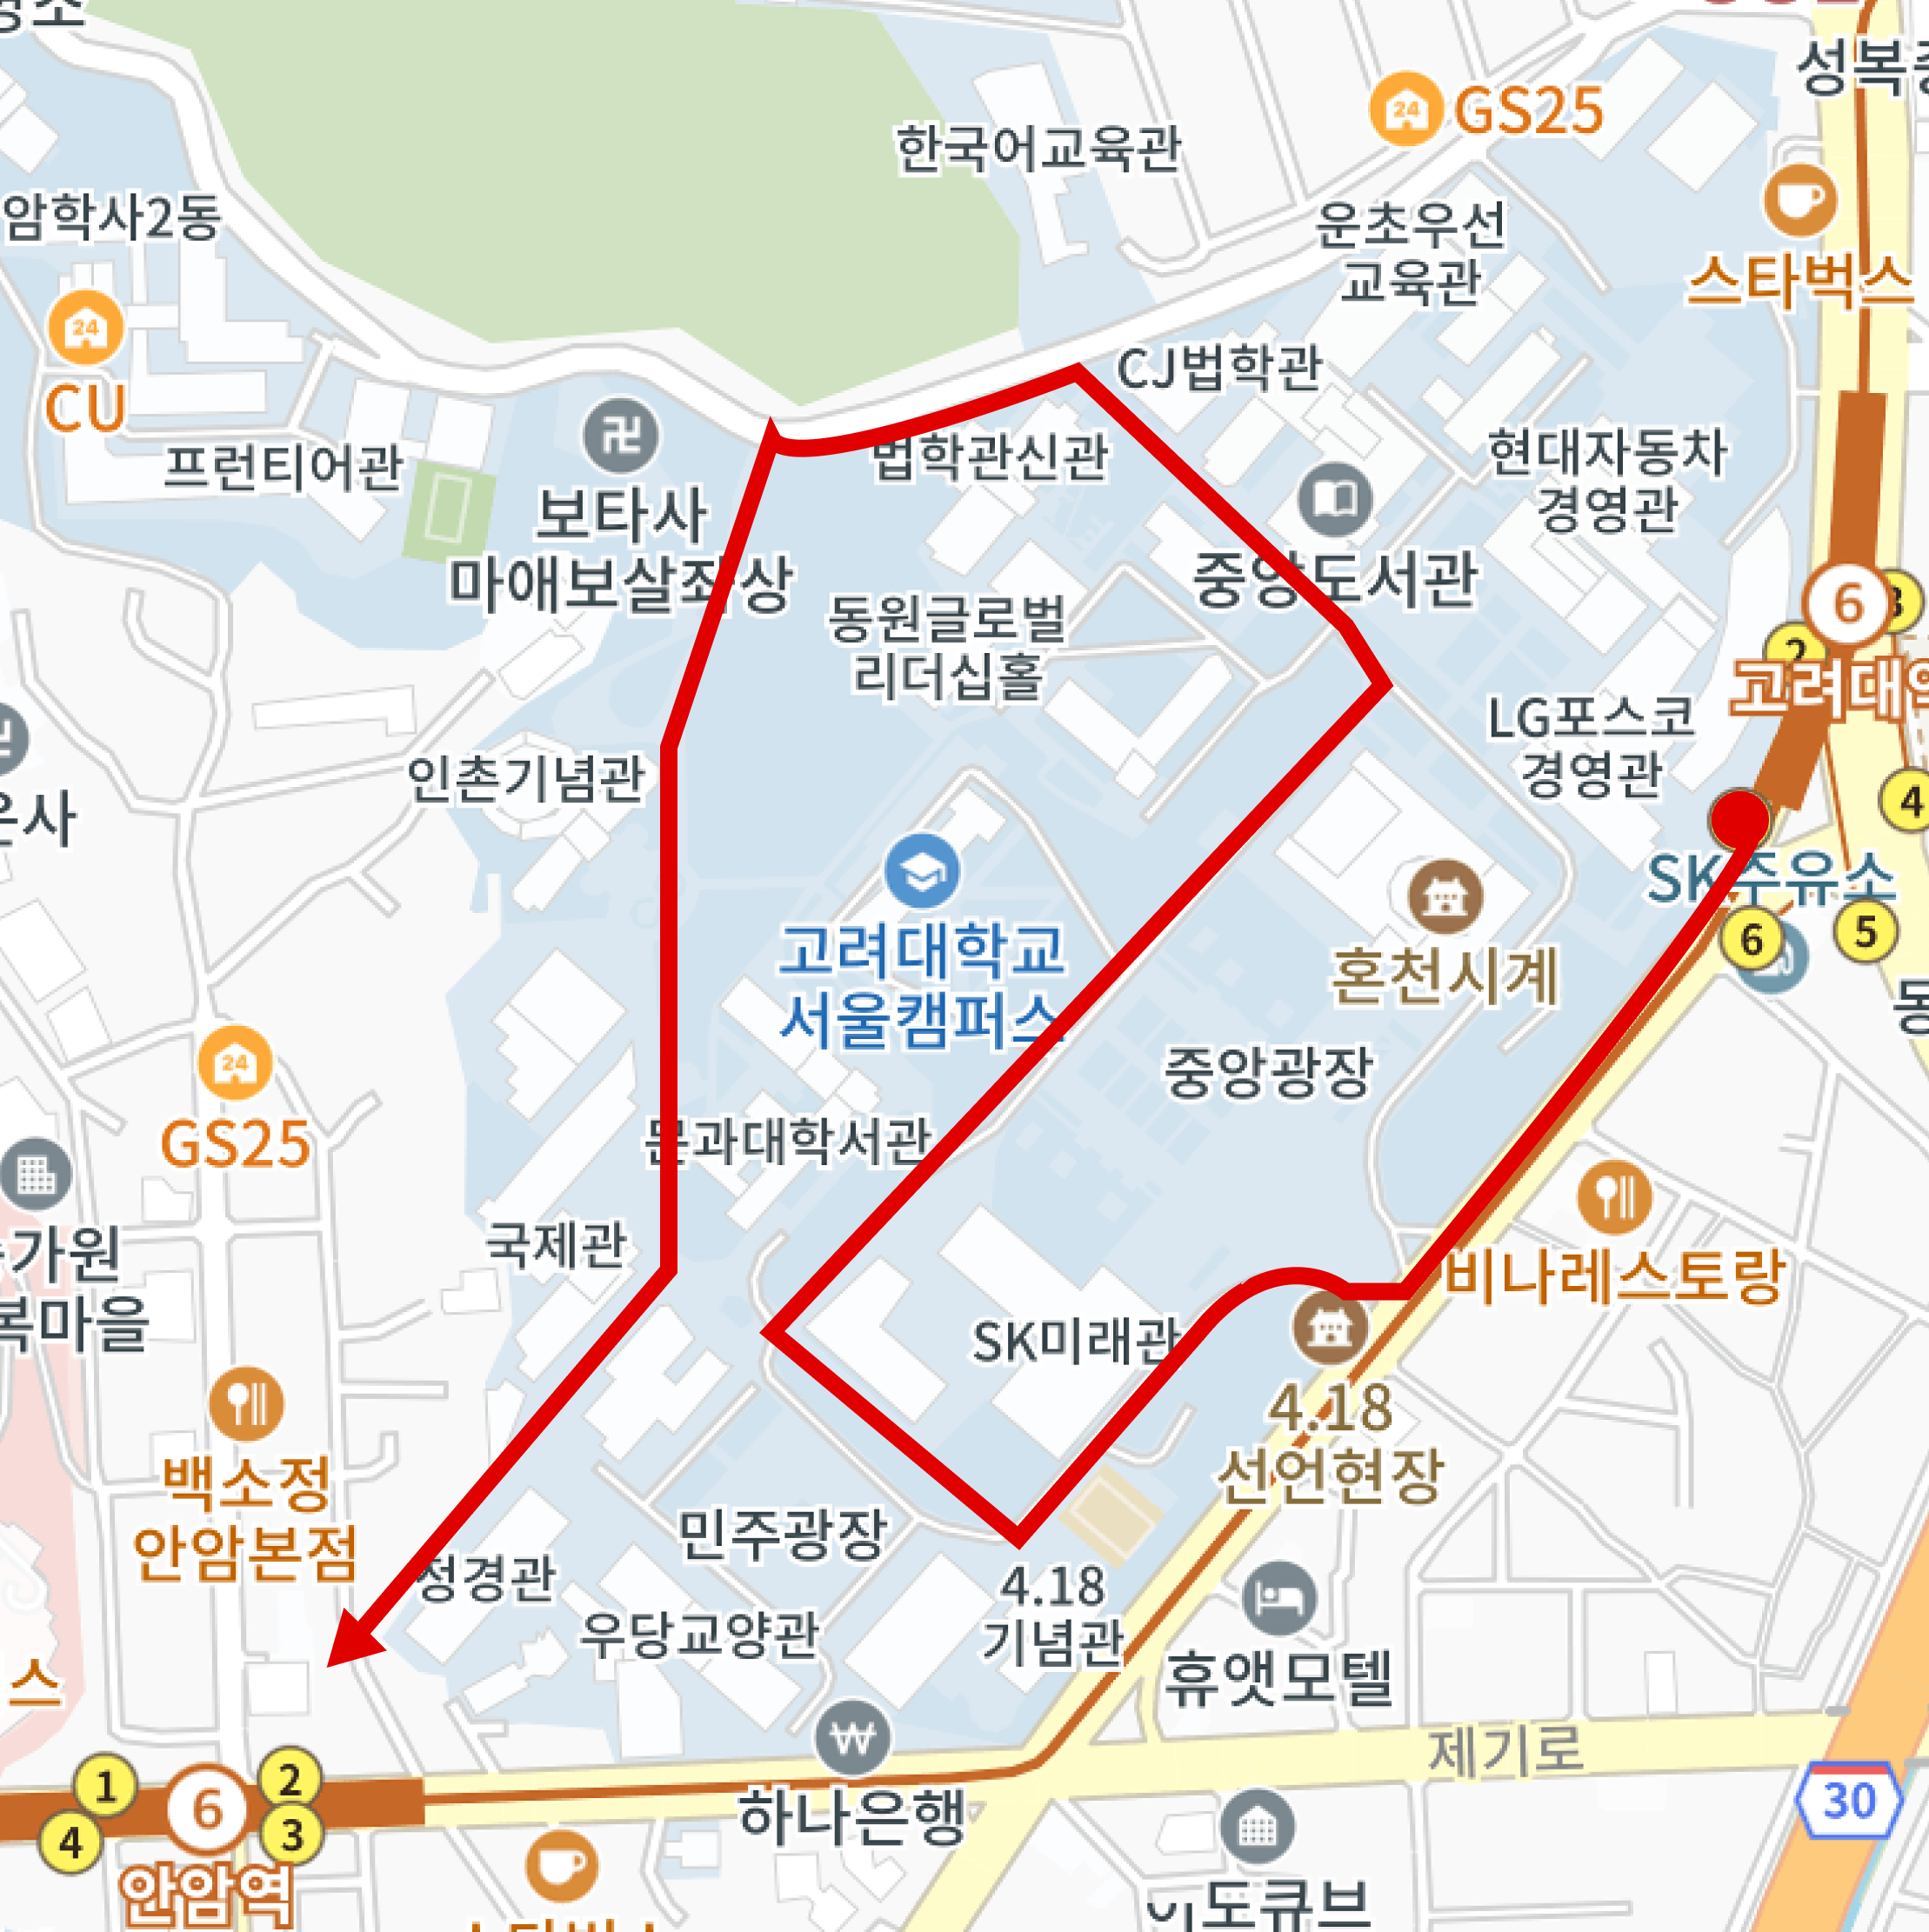 한국어교육관
GS25
암학사2동
운초우선
교육관
스타벅스
24
CU
CJ법학관
프런티어관
법학관신관
현대자동차
경영관
보타사
마애보살좌상
중앙도서관
동원글로벌
리더십홀
6
2
고려대역
LG포스코
경영관
인촌기념관
4
SK주유소
6
5
고려대학교
서울캠퍼스
혼천시계
중앙광장
24
GS25
문과대학서관
국제관
비나레스토랑
SK미래관
4.18
선언현장
백소정
안암본점
민주광장
정경관
4.18
기념관
우당교양관
휴앳모텔
제기로
하나은행
30
1
2
6
4
3
안암역
24